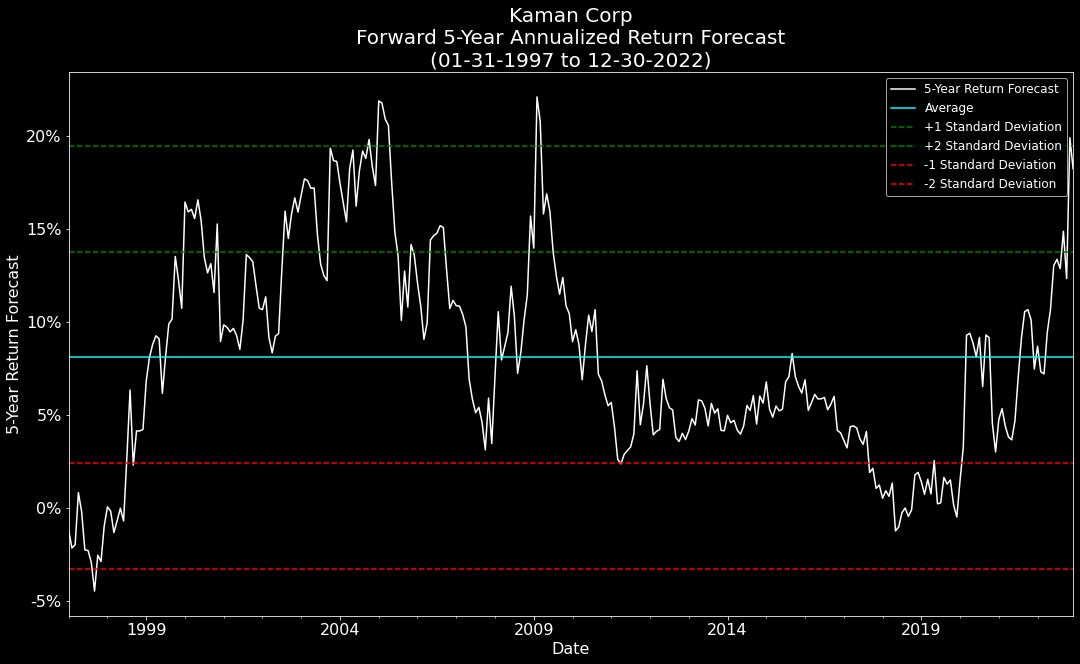 Kaman Corp
Forward 5-Year Annualized Return Forecast
(01-31-1997 to 12-30-2022)
5-Year Return Forecast
Average
+1 Standard Deviation
+2 Standard Deviation
-1 Standard Deviation
-2 Standard Deviation
5-Year Return Forecast
20%
15%
10%
5%
0%
-5%
1999 2004 2009 2014 2019
Date